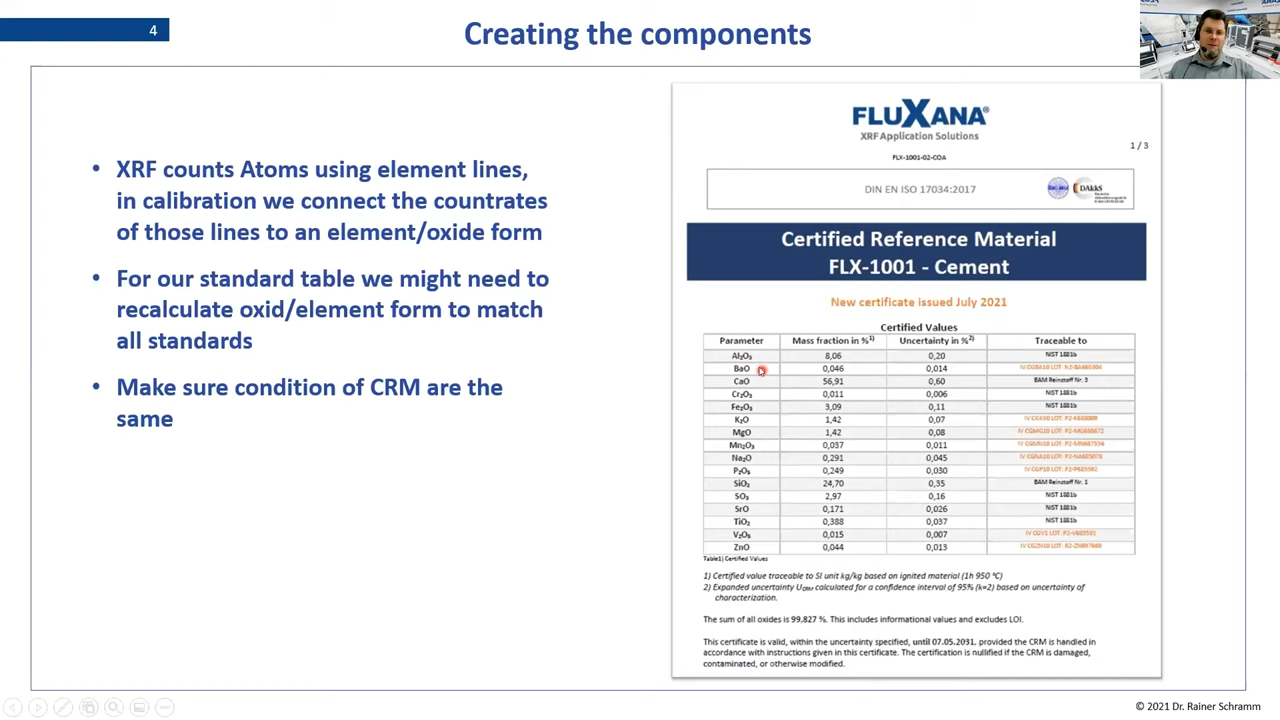 4
Creating the components
• XRF counts Atoms using element lines,
in calibration we connect the countrates
of those lines to an element/oxide form
• For our standard table we might need to
recalculate oxid/element form to match
all standards
• Make sure condition of CRM are the
same
FLUXANA®
XRF Application Solutions
1 / 3
FLX-1001-02-COA
DIN EN ISO 17034:2017
DAkkS
Certified Reference Material
FLX-1001 - Cement
New certificate issued July 2021
Certified Values
Parameter Mass fraction in %1) Uncertainty in %2) Traceable to
Al₂O₃ 8,06 0,20 NIST 1881b
BaO 0,046 0,014
CaO 56,91 0,60 BAM Reinstoff Nr. 3
Cr₂O₃ 0,011 0,006 NIST 1881b
Fe₂O₃ 3,09 0,11 NIST 1881b
K₂O 1,42 0,07
MgO 1,42 0,08
Mn₂O₃ 0,037 0,011
Na₂O 0,291 0,045
P₂O₅ 0,249 0,030
SiO₂ 24,70 0,35 BAM Reinstoff Nr. 1
SO₃ 2,97 0,16 NIST 1881b
SrO 0,171 0,026 NIST 1881b
TiO₂ 0,388 0,037 NIST 1881b
V₂O₅ 0,015 0,007
ZnO 0,044 0,013
Table1) Certified Values
1) Certified value traceable to SI unit kg/kg based on ignited material (1h 950 °C)
2) Expanded uncertainty UCRM calculated for a confidence interval of 95% (k=2) based on uncertainty of
characterization.
The sum of all oxides is 99,827 %. This includes informational values and excludes LOI.
This certificate is valid, within the uncertainty specified, until 07.05.2031, provided the CRM is handled in
accordance with instructions given in this certificate. The certification is nullified if the CRM is damaged,
contaminated, or otherwise modified.
© 2021 Dr. Rainer Schramm